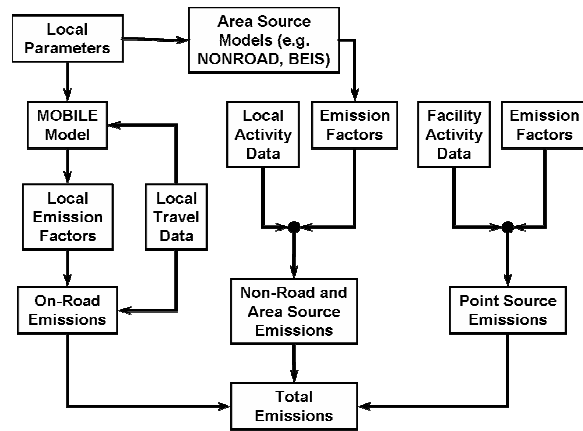 Local
Parameters
Area Source
Models (e.g.
NONROAD, BEIS)
MOBILE
Model
Local
Activity
Data
Emission
Factors
Facility
Activity
Data
Emission
Factors
Local
Emission
Factors
Local
Travel
Data
On-Road
Emissions
Non-Road and
Area Source
Emissions
Point Source
Emissions
Total
Emissions